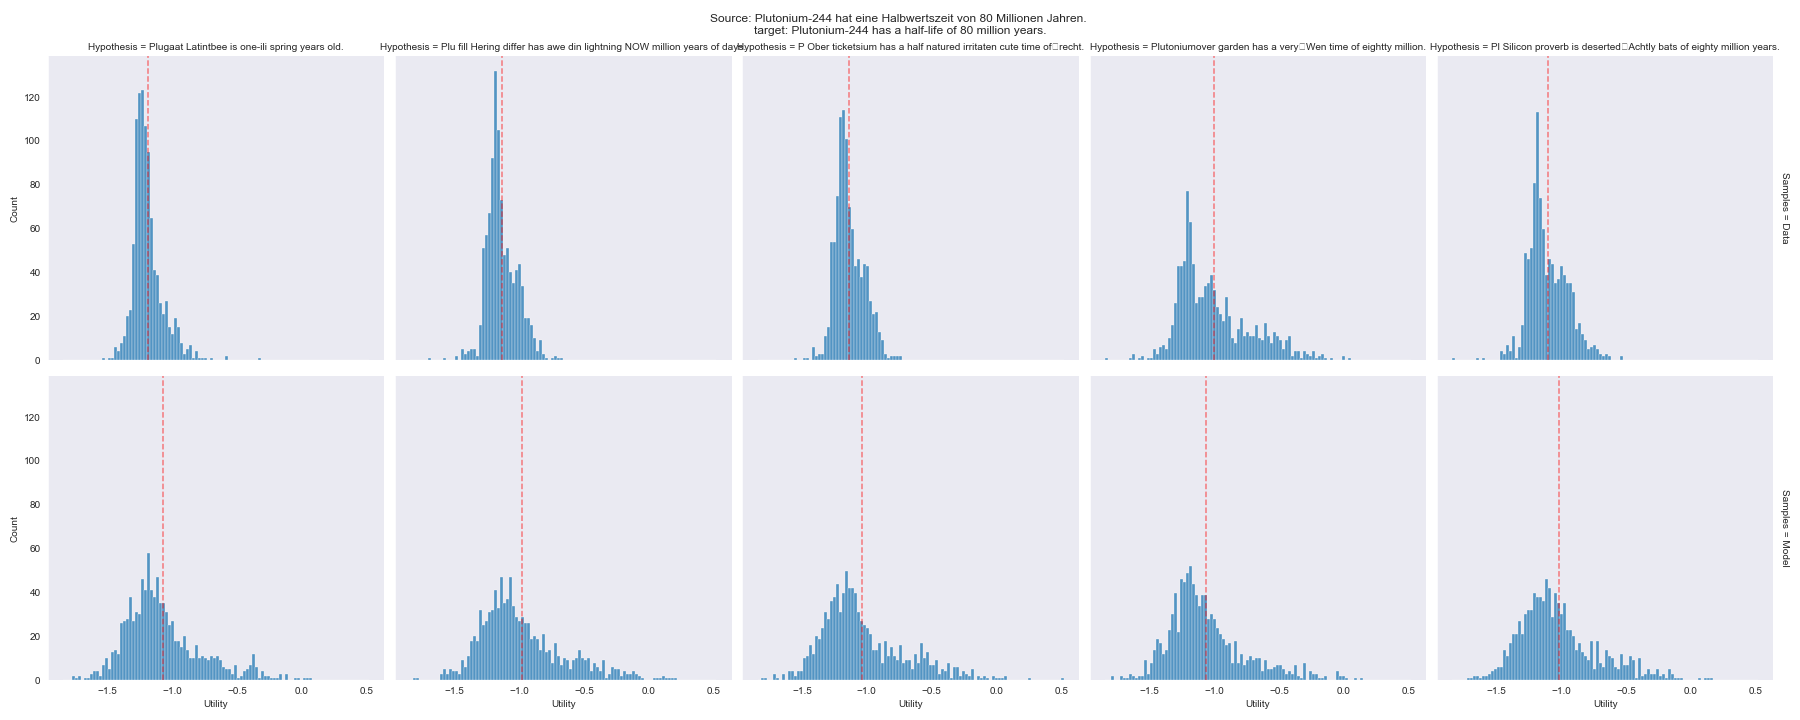 Source: Plutonium-244 hat eine Halbwertszeit von 80 Millionen Jahren.
target: Plutonium-244 has a half-life of 80 million years.
Hypothesis = Plugaat Latintbee is one-ili spring years old.
Hypothesis = Plu fill Hering differ has awe din lightning NOW million years of days.
Hypothesis = P Ober ticketsium has a half natured irritaten cute time of□recht.
Hypothesis = Plutoniumover garden has a very□Wen time of eightty million.
Hypothesis = Pl Silicon proverb is deserted□Achtly bats of eighty million years.
120
100
80
60
40
20
0
Count
Samples = Data
120
100
80
60
40
20
0
Count
Samples = Model
−1.5 −1.0 −0.5 0.0 0.5
−1.5 −1.0 −0.5 0.0 0.5
−1.5 −1.0 −0.5 0.0 0.5
−1.5 −1.0 −0.5 0.0 0.5
−1.5 −1.0 −0.5 0.0 0.5
Utility
Utility
Utility
Utility
Utility